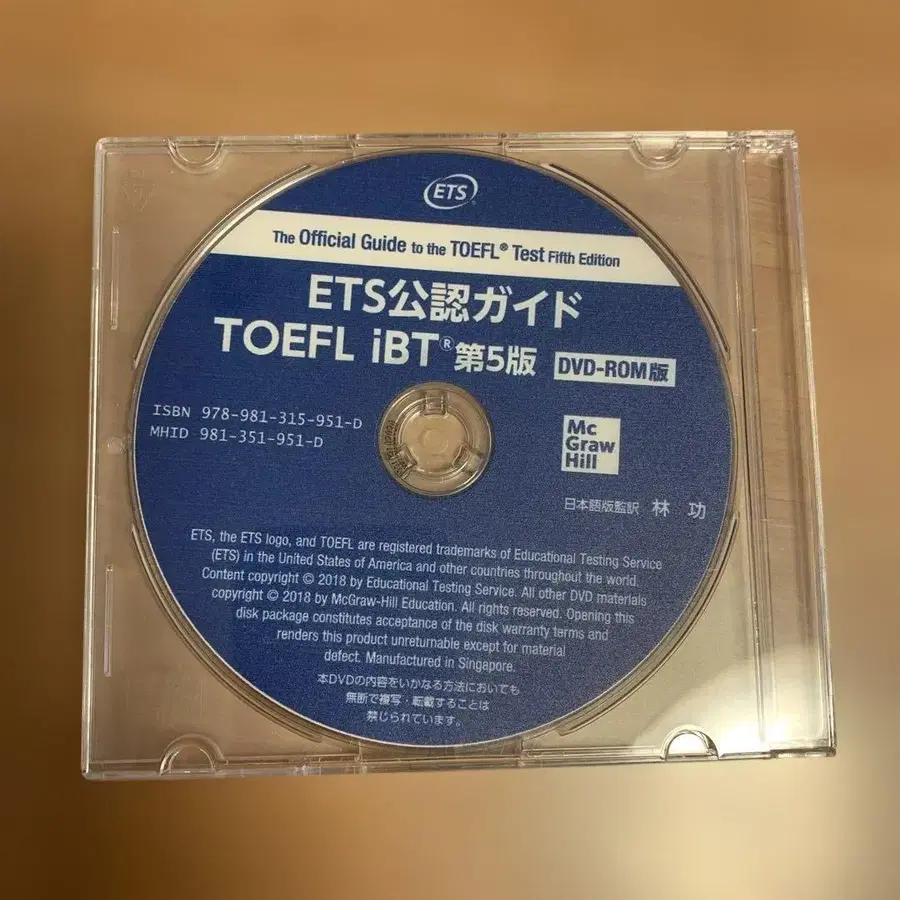 ETS
The Official Guide to the TOEFL® Test Fifth Edition
ETS公認ガイド
TOEFL iBT® 第5版 DVD-ROM版
ISBN 978-981-315-951-D
MHID 981-351-951-D
Mc
Graw
Hill
日本語版監訳 林 功
ETS, the ETS logo, and TOEFL are registered trademarks of Educational Testing Service
(ETS) in the United States of America and other countries throughout the world.
Content copyright © 2018 by Educational Testing Service. All other DVD materials
copyright © 2018 by McGraw-Hill Education. All rights reserved. Opening this
disk package constitutes acceptance of the disk warranty terms and
renders this product unreturnable except for material
defect. Manufactured in Singapore.
本DVDの内容をいかなる方法においても
無断で複写・転載することは
禁じられています。